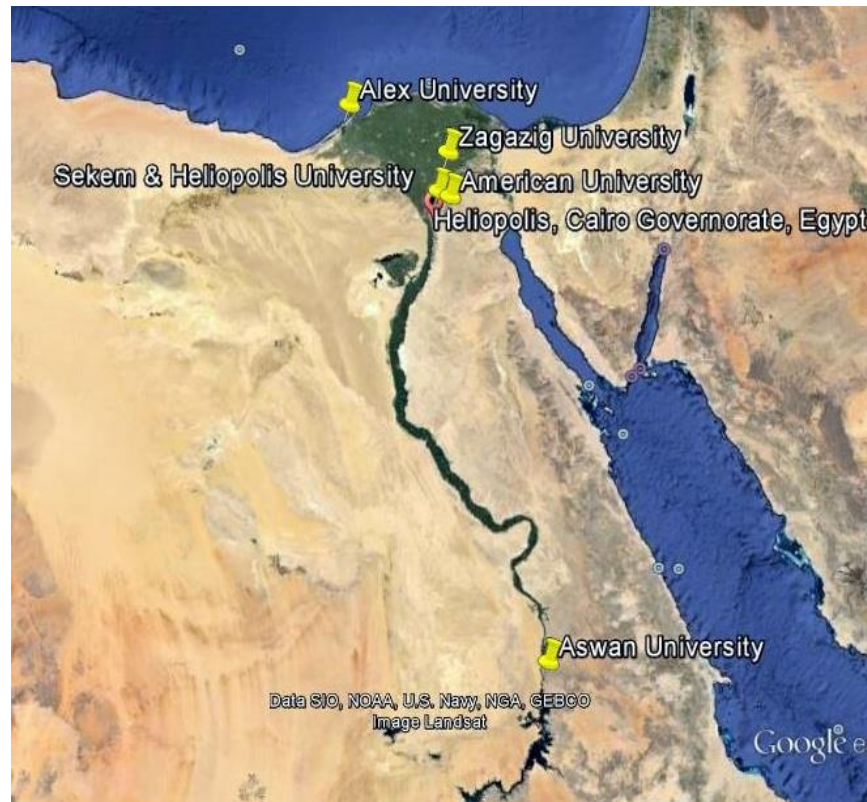 Alex University
Zagazig University
Sekem & Heliopolis University
American University
Heliopolis, Cairo Governorate, Egypt
Aswan University
Data SIO, NOAA, U.S. Navy, NGA, GEBCO
Image Landsat
Google e